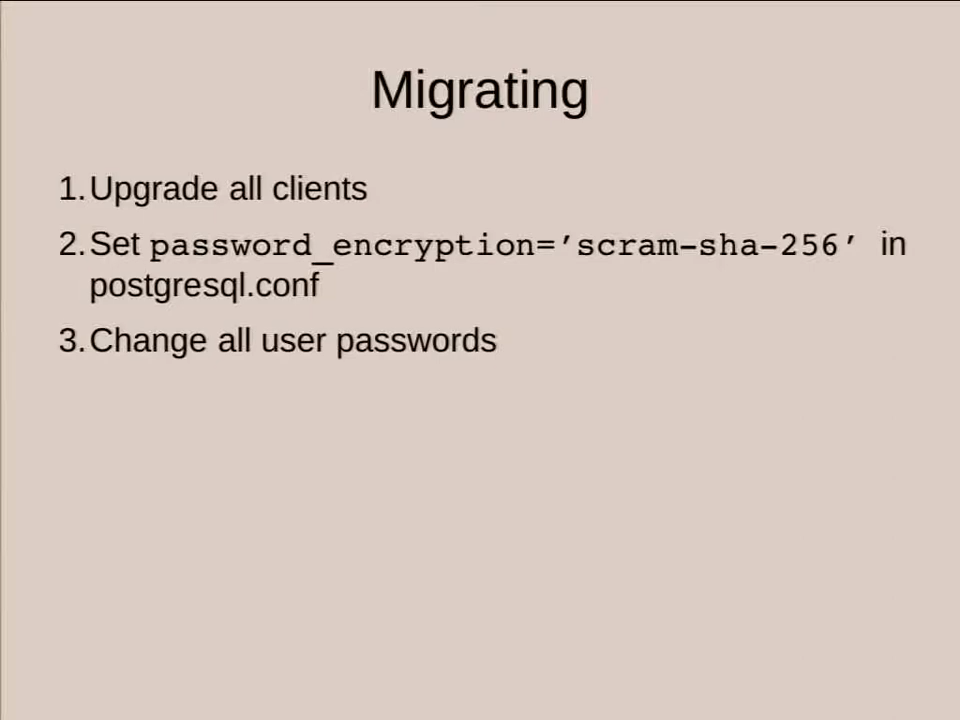 Migrating
1.Upgrade all clients
2.Set password_encryption=’scram-sha-256’ in
postgresql.conf
3.Change all user passwords